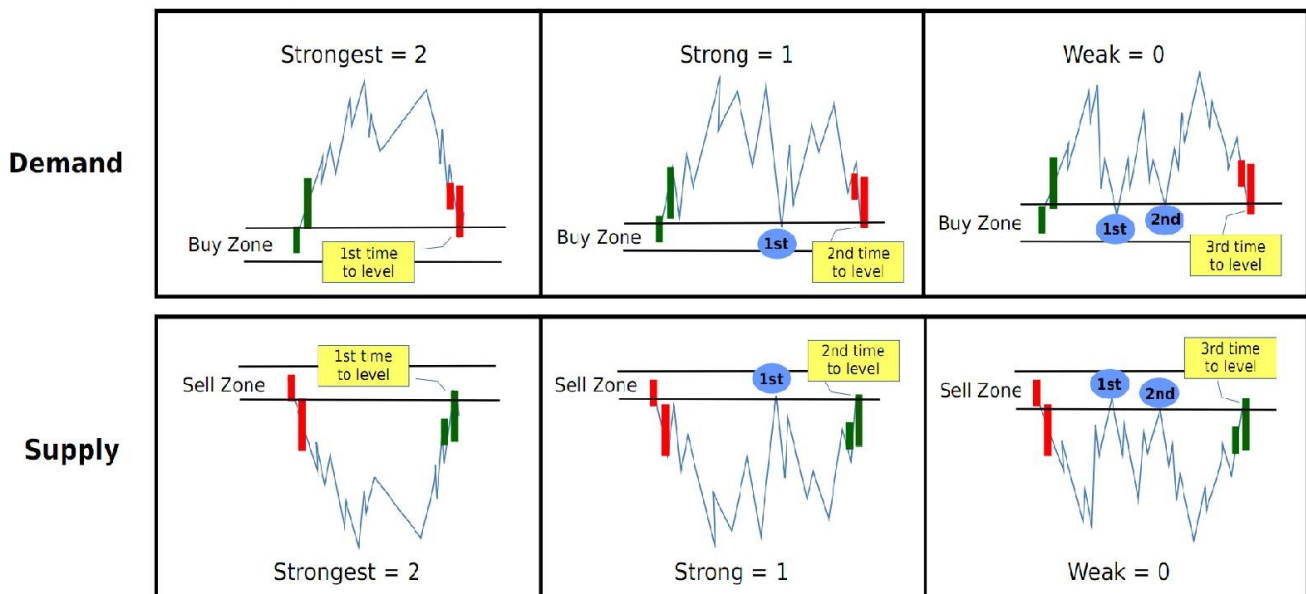 Demand
Strongest = 2
Buy Zone
1st time
to level
Strong = 1
Buy Zone
1st
2nd time
to level
Weak = 0
Buy Zone
1st
2nd
3rd time
to level
Supply
1st time
to level
Sell Zone
Strongest = 2
2nd time
to level
Sell Zone
1st
Strong = 1
3rd time
to level
Sell Zone
1st
2nd
Weak = 0